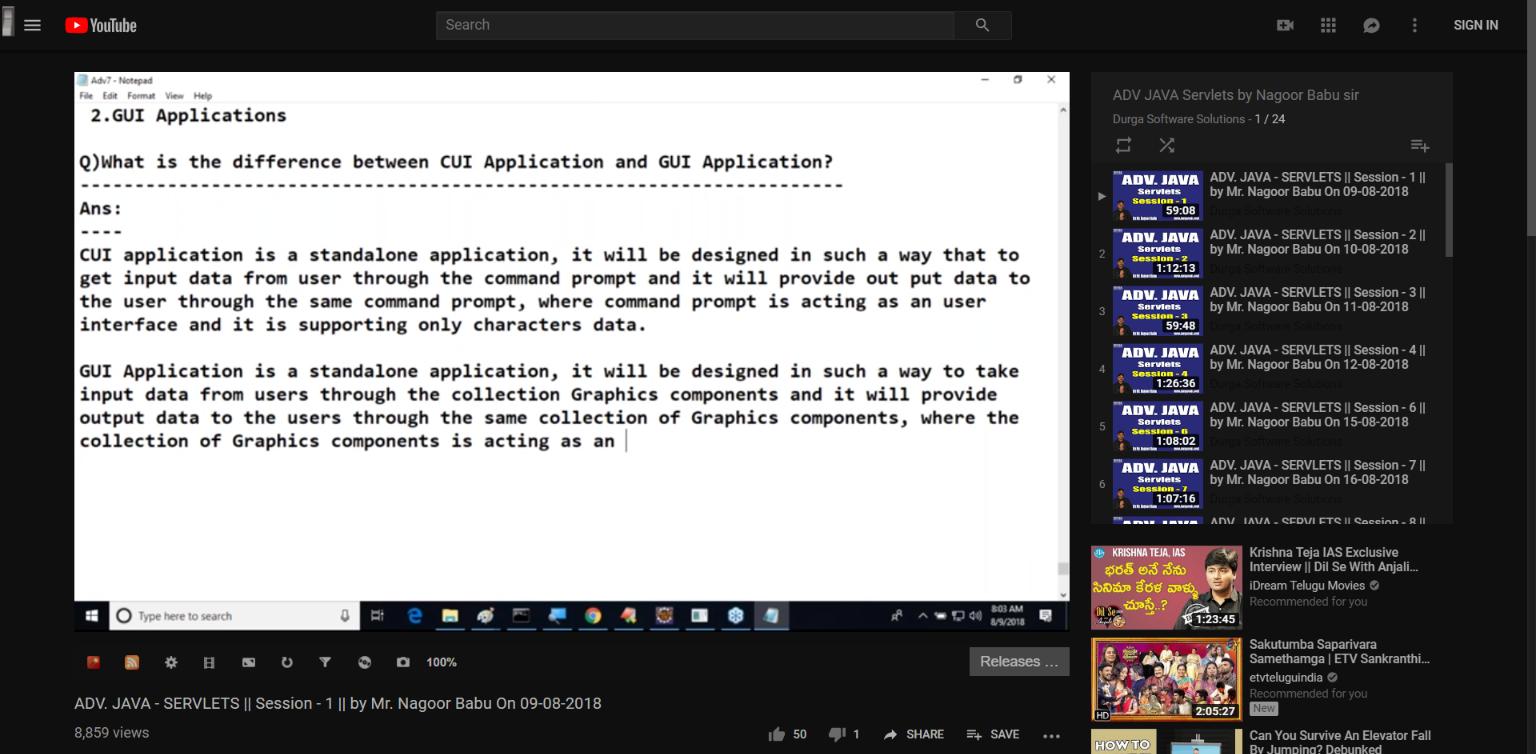 YouTube
Search
SIGN IN
Adv7 - Notepad
File Edit Format View Help
2.GUI Applications
Q)What is the difference between CUI Application and GUI Application?
--------------------------------------------------------------------------
Ans:
----
CUI application is a standalone application, it will be designed in such a way that to
get input data from user through the command prompt and it will provide out put data to
the user through the same command prompt, where command prompt is acting as an user
interface and it is supporting only characters data.
GUI Application is a standalone application, it will be designed in such a way to take
input data from users through the collection Graphics components and it will provide
output data to the users through the same collection of Graphics components, where the
collection of Graphics components is acting as an
Type here to search
8:03 AM
8/9/2018
100%
Releases ...
ADV. JAVA - SERVLETS || Session - 1 || by Mr. Nagoor Babu On 09-08-2018
8,859 views
50
1
SHARE
SAVE
ADV JAVA Servlets by Nagoor Babu sir
Durga Software Solutions - 1 / 24
ADV. JAVA
Servlets
Session - 1
59:08
ADV. JAVA - SERVLETS || Session - 1 ||
by Mr. Nagoor Babu On 09-08-2018
Durga Software Solutions
2
ADV. JAVA
Servlets
Session - 2
1:12:13
ADV. JAVA - SERVLETS || Session - 2 ||
by Mr. Nagoor Babu On 10-08-2018
Durga Software Solutions
3
ADV. JAVA
Servlets
Session - 3
59:48
ADV. JAVA - SERVLETS || Session - 3 ||
by Mr. Nagoor Babu On 11-08-2018
Durga Software Solutions
4
ADV. JAVA
Servlets
Session - 4
1:26:36
ADV. JAVA - SERVLETS || Session - 4 ||
by Mr. Nagoor Babu On 12-08-2018
Durga Software Solutions
5
ADV. JAVA
Servlets
Session - 6
1:08:02
ADV. JAVA - SERVLETS || Session - 6 ||
by Mr. Nagoor Babu On 15-08-2018
Durga Software Solutions
6
ADV. JAVA
Servlets
Session - 7
1:07:16
ADV. JAVA - SERVLETS || Session - 7 ||
by Mr. Nagoor Babu On 16-08-2018
Durga Software Solutions
ADV. JAVA
ADV. JAVA - SERVLETS || Session - 8 ||
KRISHNA TEJA, IAS
భరత్ అనే నేను
సినిమా కేరళ వాళ్ళు
చూస్తే..?
Dil Se
1:23:45
Krishna Teja IAS Exclusive
Interview || Dil Se With Anjali...
iDream Telugu Movies
Recommended for you
HD
2:05:27
Sakutumba Saparivara
Samethamga | ETV Sankranthi...
etvteluguindia
Recommended for you
New
HOW TO
Can You Survive An Elevator Fall
By Jumping? Debunked